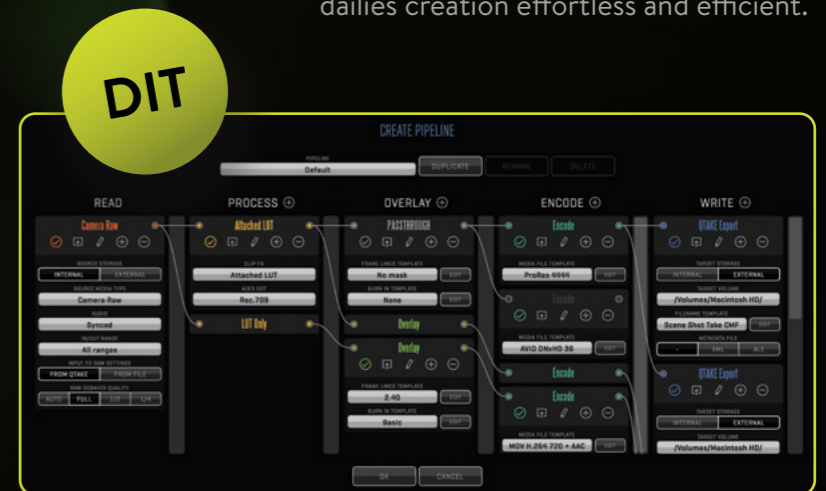 dailies creation effortless and efficient.
DIT
CREATE PIPELINE
PIPELINE
Default
DUPLICATE
RENAME
DELETE
READ
PROCESS
OVERLAY
ENCODE
WRITE
Camera Raw
SOURCE STORAGE
INTERNAL EXTERNAL
SOURCE MEDIA TYPE
Camera Raw
AUDIO
Synced
IN/OUT RANGE
All ranges
INPUT FX RAW SETTINGS
FROM QTAKE FROM FILE
RAW DEBAYER QUALITY
AUTO FULL 1/2 1/4
Attached LUT
CLIP FX
Attached LUT
ACES ODT
Rec.709
LUT Only
PASSTHROUGH
FRAME LINES TEMPLATE
No mask EDIT
BURN IN TEMPLATE
None EDIT
Overlay
Overlay
FRAME LINES TEMPLATE
2.40 EDIT
BURN IN TEMPLATE
Basic EDIT
Encode
MEDIA FILE TEMPLATE
ProRes 4444 EDIT
Encode
MEDIA FILE TEMPLATE
AVID DNxHD 36 EDIT
Encode
Encode
MEDIA FILE TEMPLATE
MOV H.264 720 + AAC EDIT
QTAKE Export
TARGET STORAGE
INTERNAL EXTERNAL
TARGET VOLUME
/Volumes/Macintosh HD/
FILENAME TEMPLATE
Scene Shot Take CMF EDIT
METADATA FILE
- XML ALE
QTAKE Export
TARGET STORAGE
INTERNAL EXTERNAL
TARGET VOLUME
/Volumes/Macintosh HD/
OK CANCEL